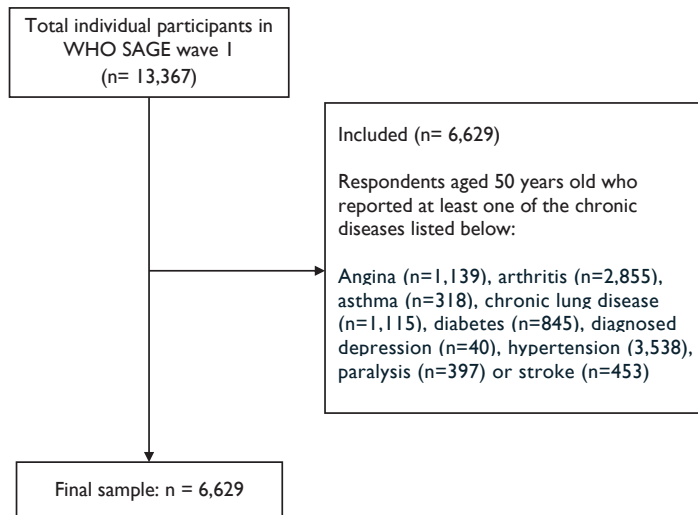 Total individual participants in
WHO SAGE wave 1
(n= 13,367)
Included (n= 6,629)
Respondents aged 50 years old who
reported at least one of the chronic
diseases listed below:
Angina (n=1,139), arthritis (n=2,855),
asthma (n=318), chronic lung disease
(n=1,115), diabetes (n=845), diagnosed
depression (n=40), hypertension (3,538),
paralysis (n=397) or stroke (n=453)
Final sample: n = 6,629